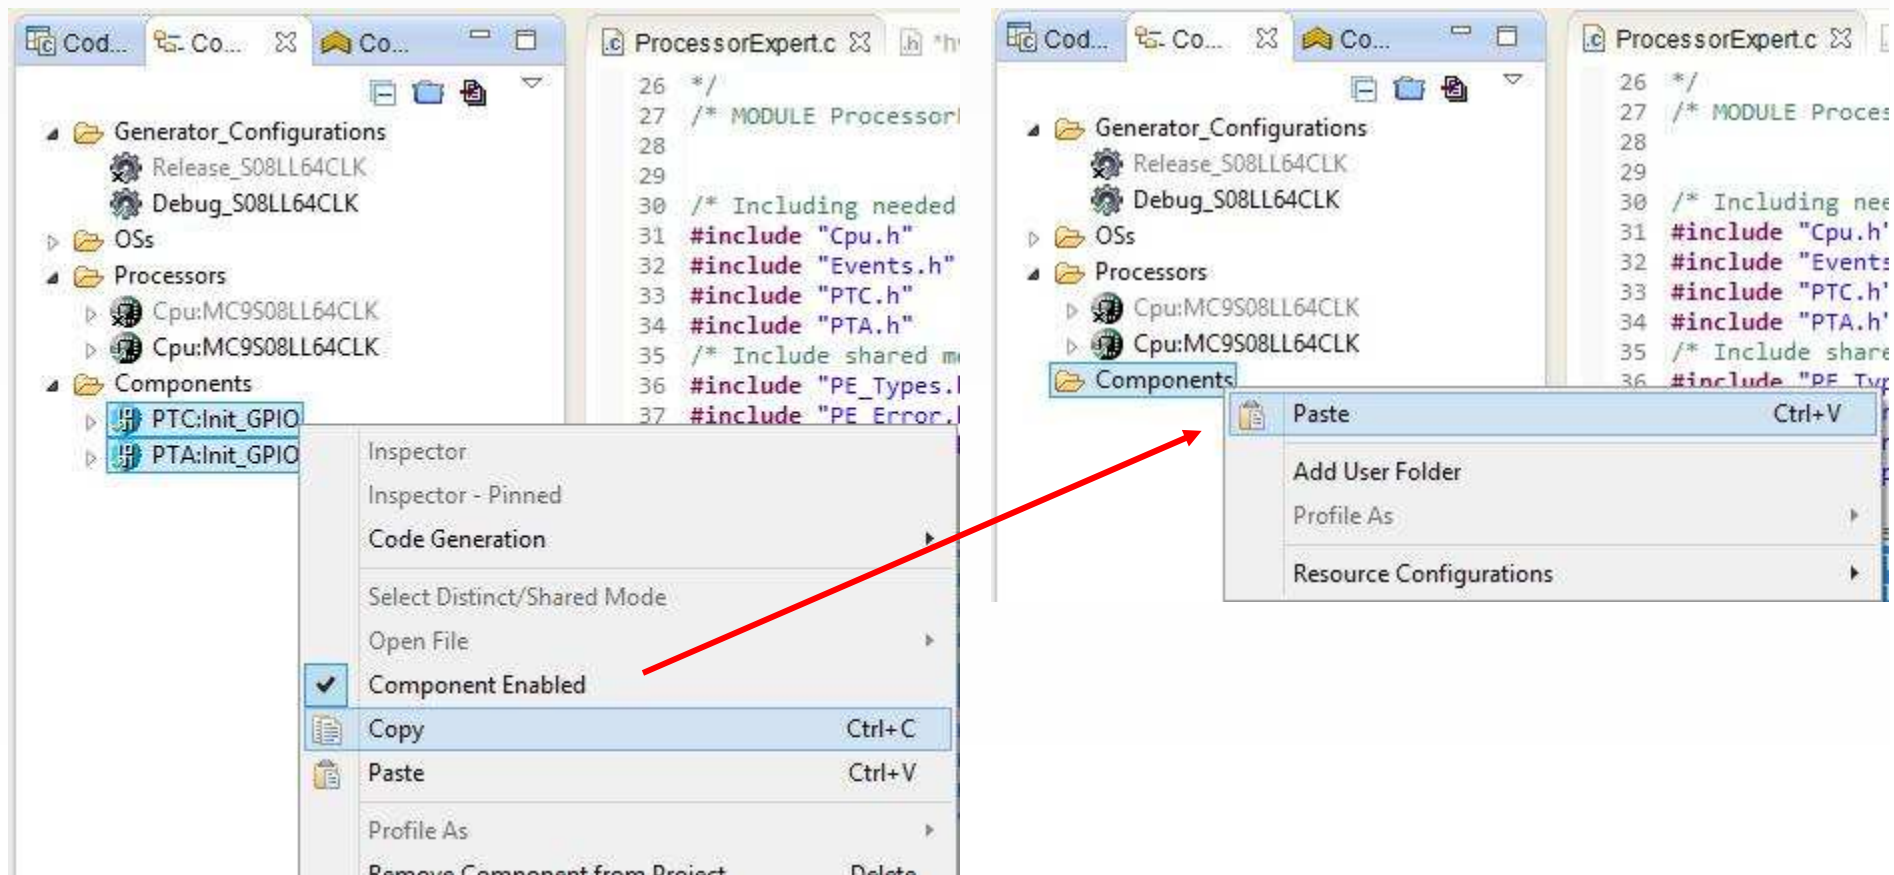 Cod... Co... Co...
Generator_Configurations
Release_S08LL64CLK
Debug_S08LL64CLK
OSs
Processors
Cpu:MC9S08LL64CLK
Cpu:MC9S08LL64CLK
Components
PTC:Init_GPIO
PTA:Init_GPIO
ProcessorExpert.c
26 */
27 /* MODULE Processor
28
29
30 /* Including needed
31 #include "Cpu.h"
32 #include "Events.h"
33 #include "PTC.h"
34 #include "PTA.h"
35 /* Include shared
36 #include "PE_Types.
37 #include "PE_Error.
Inspector
Inspector - Pinned
Code Generation
Select Distinct/Shared Mode
Open File
Component Enabled
Copy Ctrl+C
Paste Ctrl+V
Profile As
Remove Component from Project Delete
Cod... Co... Co...
Generator_Configurations
Release_S08LL64CLK
Debug_S08LL64CLK
OSs
Processors
Cpu:MC9S08LL64CLK
Cpu:MC9S08LL64CLK
Components
ProcessorExpert.c
26 */
27 /* MODULE Proces
28
29
30 /* Including nee
31 #include "Cpu.h"
32 #include "Events
33 #include "PTC.h"
34 #include "PTA.h"
35 /* Include share
36 #include "PE_Typ
Paste Ctrl+V
Add User Folder
Profile As
Resource Configurations